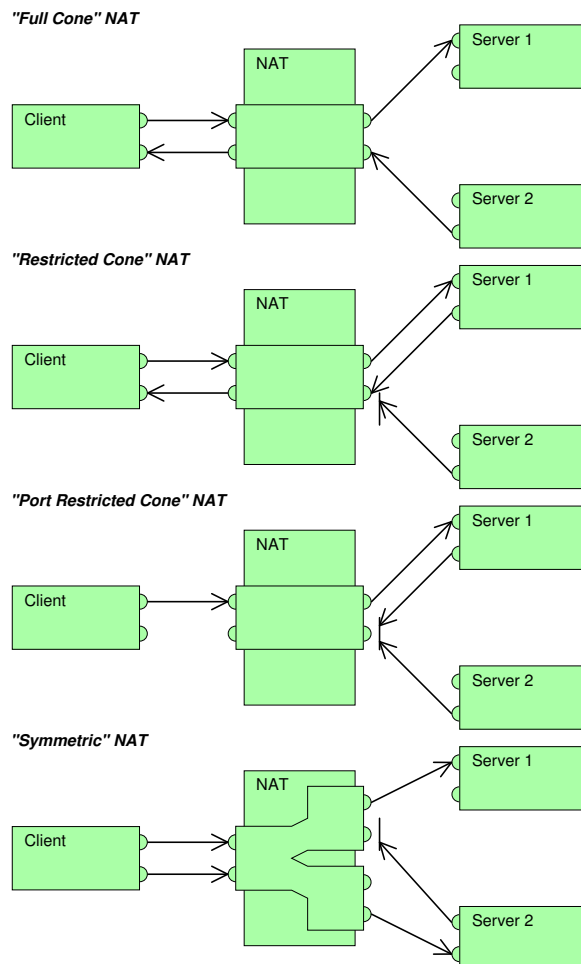 "Full Cone" NAT
NAT
Server 1
Client
Server 2
"Restricted Cone" NAT
NAT
Server 1
Client
Server 2
"Port Restricted Cone" NAT
NAT
Server 1
Client
Server 2
"Symmetric" NAT
NAT
Server 1
Client
Server 2